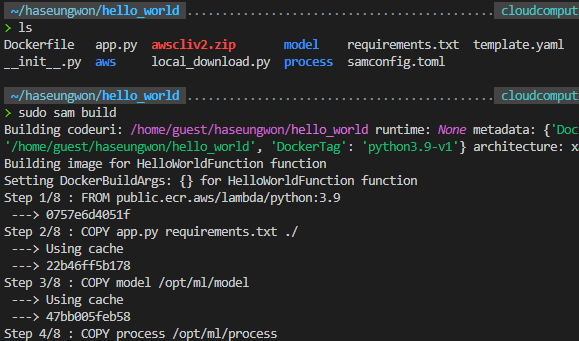 ~/haseungwon/hello_world cloudcomput
> ls
Dockerfile app.py awscliv2.zip model requirements.txt template.yaml
__init__.py aws local_download.py process samconfig.toml
~/haseungwon/hello_world cloudcomput
> sudo sam build
Building codeuri: /home/guest/haseungwon/hello_world runtime: None metadata: {'Doc
'/home/guest/haseungwon/hello_world', 'DockerTag': 'python3.9-v1'} architecture: x
Building image for HelloWorldFunction function
Setting DockerBuildArgs: {} for HelloWorldFunction function
Step 1/8 : FROM public.ecr.aws/lambda/python:3.9
---> 0757e6d4051f
Step 2/8 : COPY app.py requirements.txt ./
---> Using cache
---> 22b46ff5b178
Step 3/8 : COPY model /opt/ml/model
---> Using cache
---> 47bb005feb58
Step 4/8 : COPY process /opt/ml/process